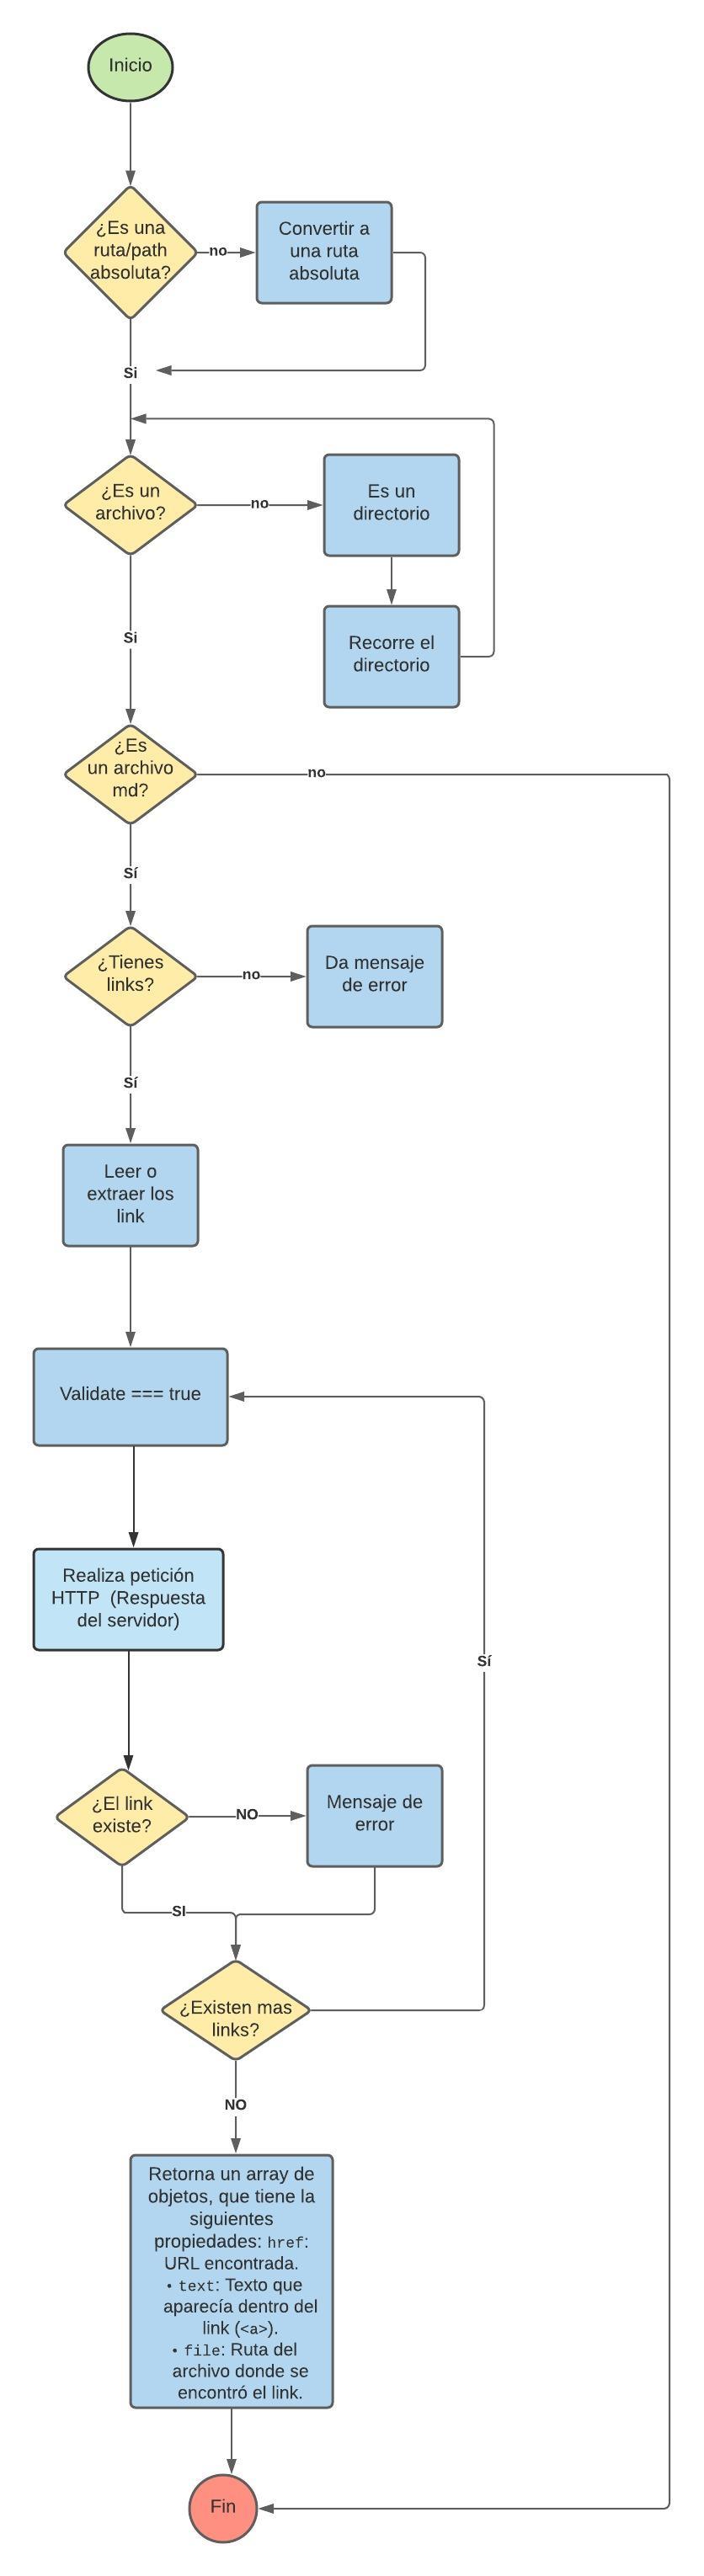 Inicio
¿Es una
ruta/path
absoluta?
no
Convertir a
una ruta
absoluta
Si
¿Es un
archivo?
no
Es un
directorio
Recorre el
directorio
Si
¿Es
un archivo
md?
no
Sí
¿Tienes
links?
no
Da mensaje
de error
Sí
Leer o
extraer los
link
Validate === true
Realiza petición
HTTP  (Respuesta
del servidor)
Sí
¿El link
existe?
NO
Mensaje de
error
SI
¿Existen mas
links?
NO
Retorna un array de
objetos, que tiene la
siguientes
propiedades: href:
URL encontrada.
• text: Texto que
aparecía dentro del
link (<a>).
• file: Ruta del
archivo donde se
encontró el link.
Fin